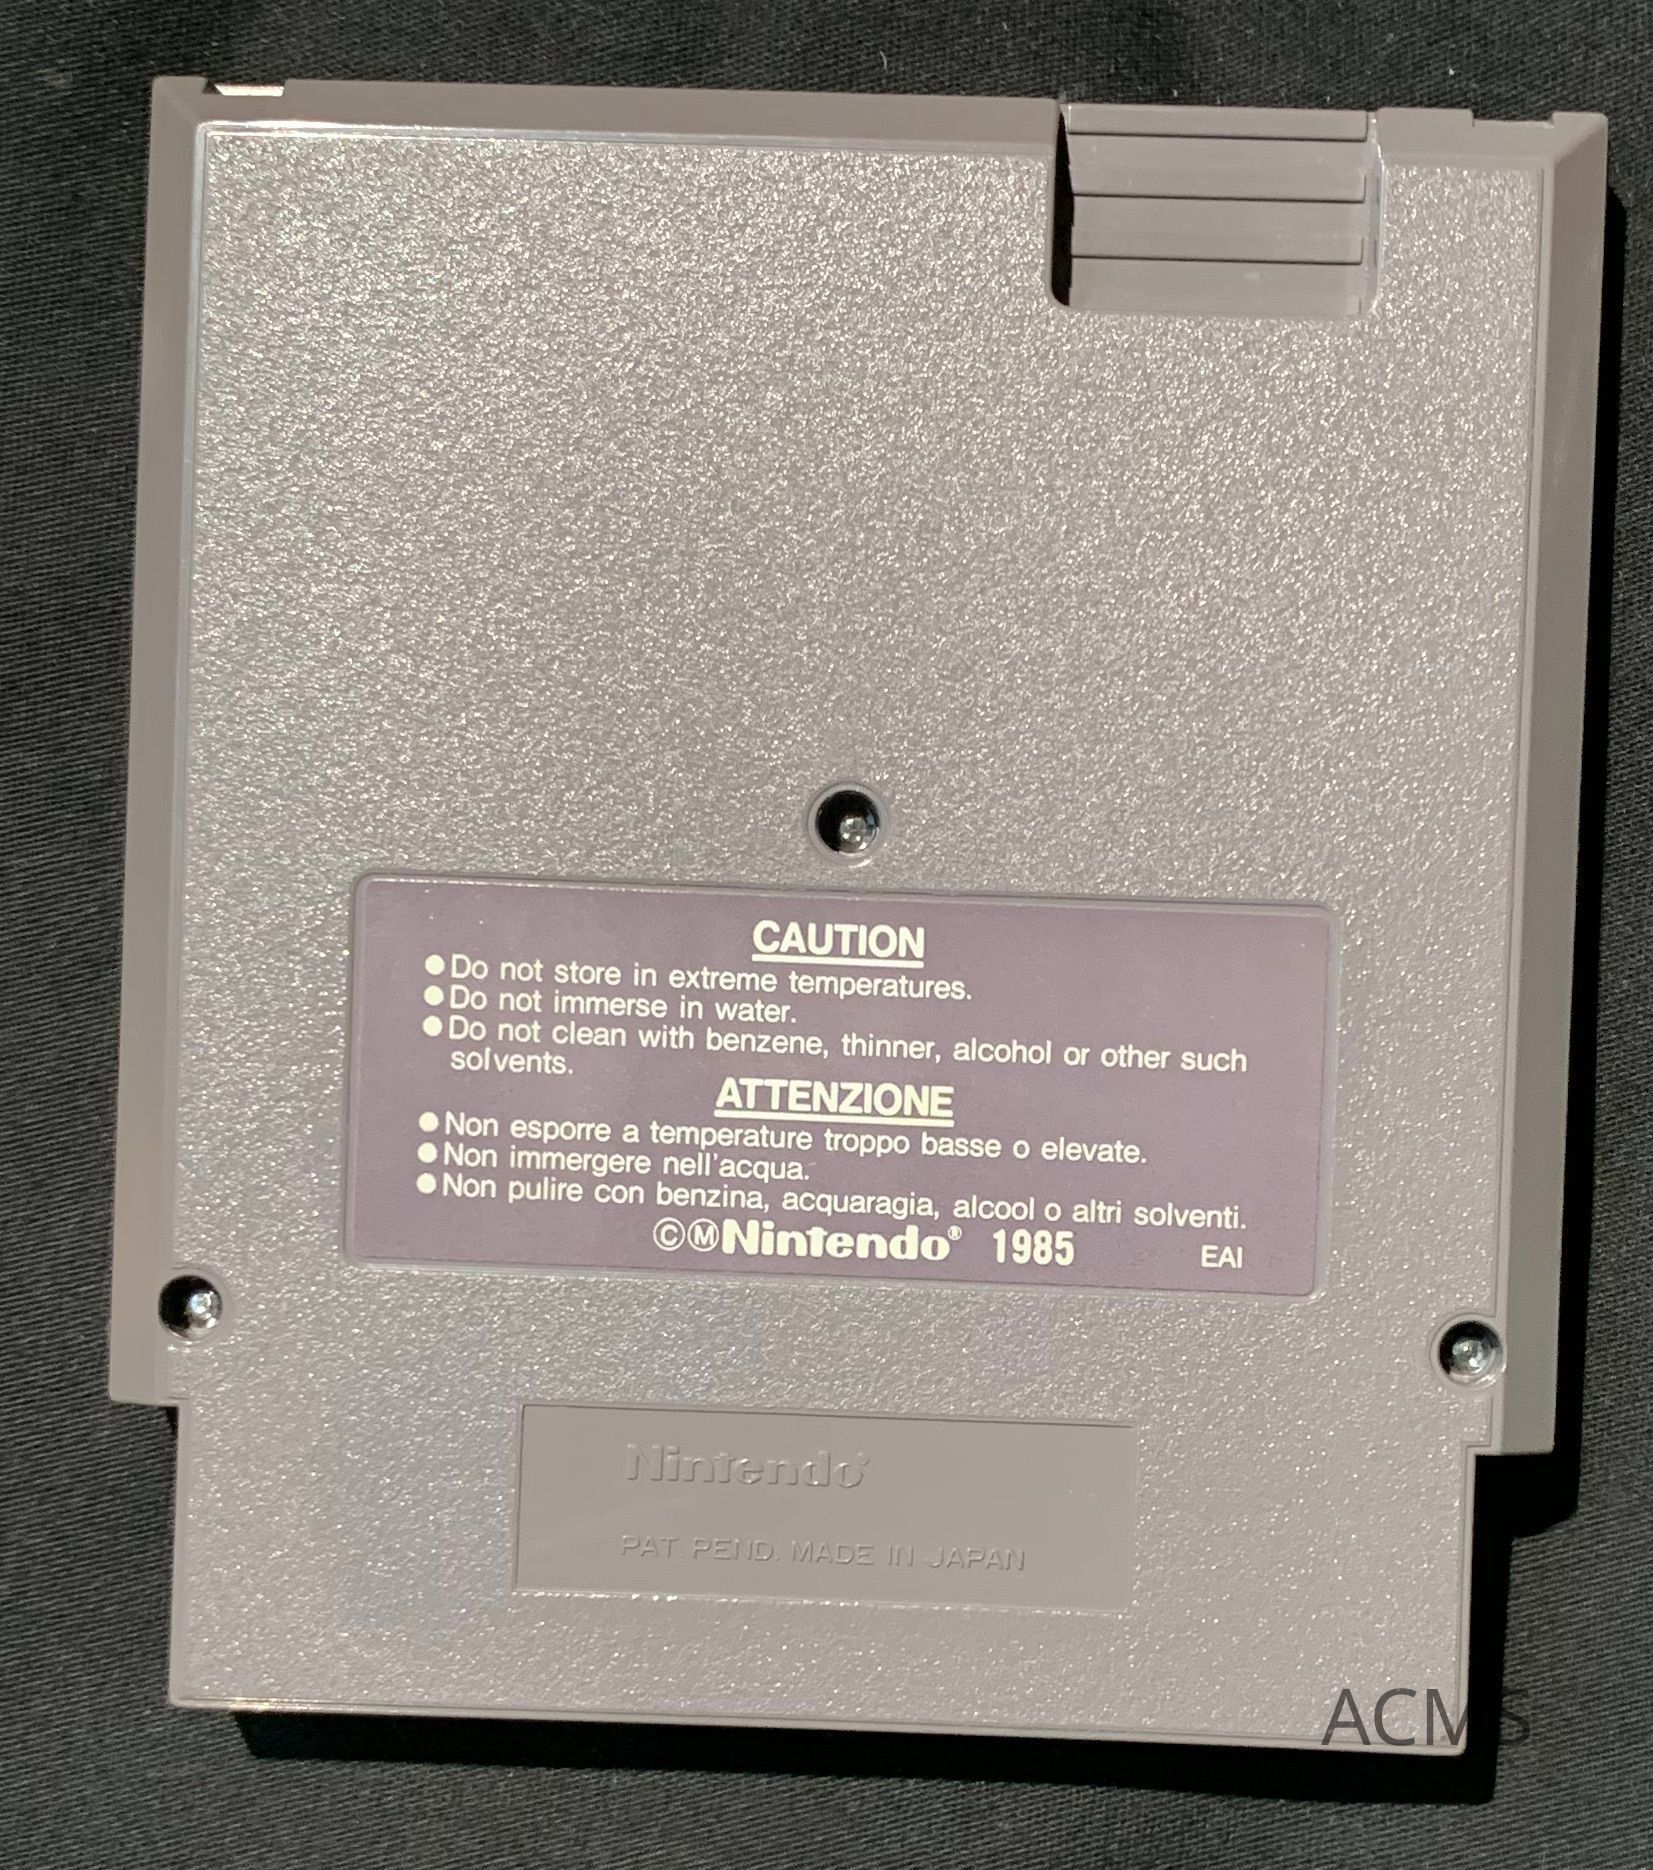 CAUTION
●Do not store in extreme temperatures.
●Do not immerse in water.
●Do not clean with benzene, thinner, alcohol or other such
solvents.
ATTENZIONE
●Non esporre a temperature troppo basse o elevate.
●Non immergere nell'acqua.
●Non pulire con benzina, acquaragia, alcool o altri solventi.
©ⓂNintendo® 1985 EAI
Nintendo®
PAT. PEND. MADE IN JAPAN
ACMS